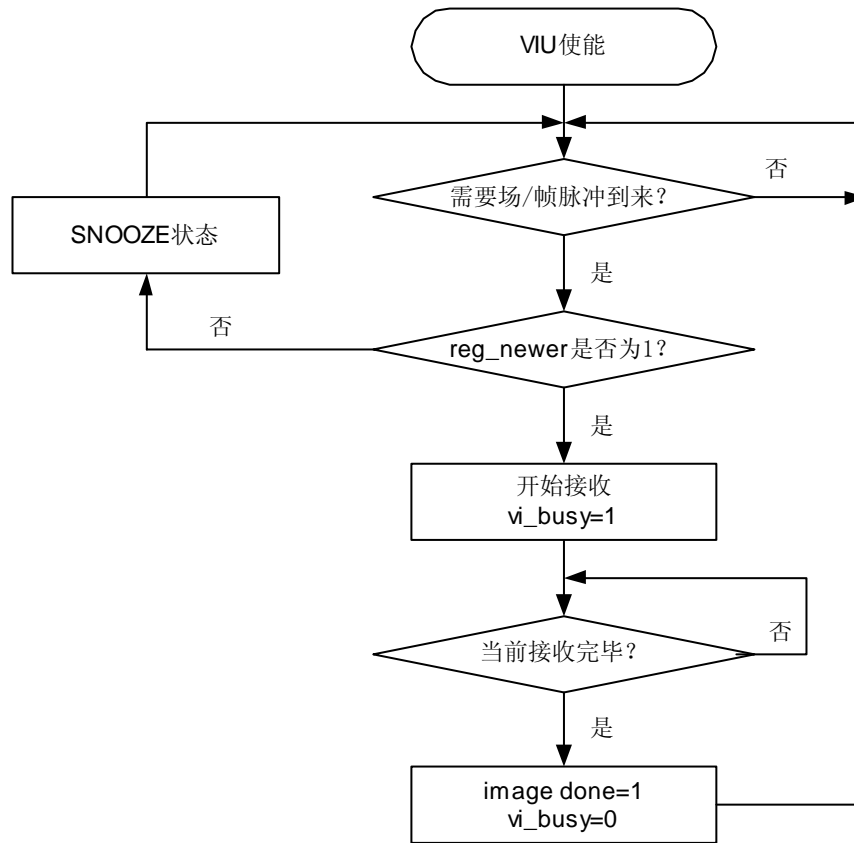 VIU使能
需要场/帧脉冲到来？
否
SNOOZE状态
是
否
reg_newer是否为1？
是
开始接收
vi_busy=1
当前接收完毕？
否
是
image done=1
vi_busy=0